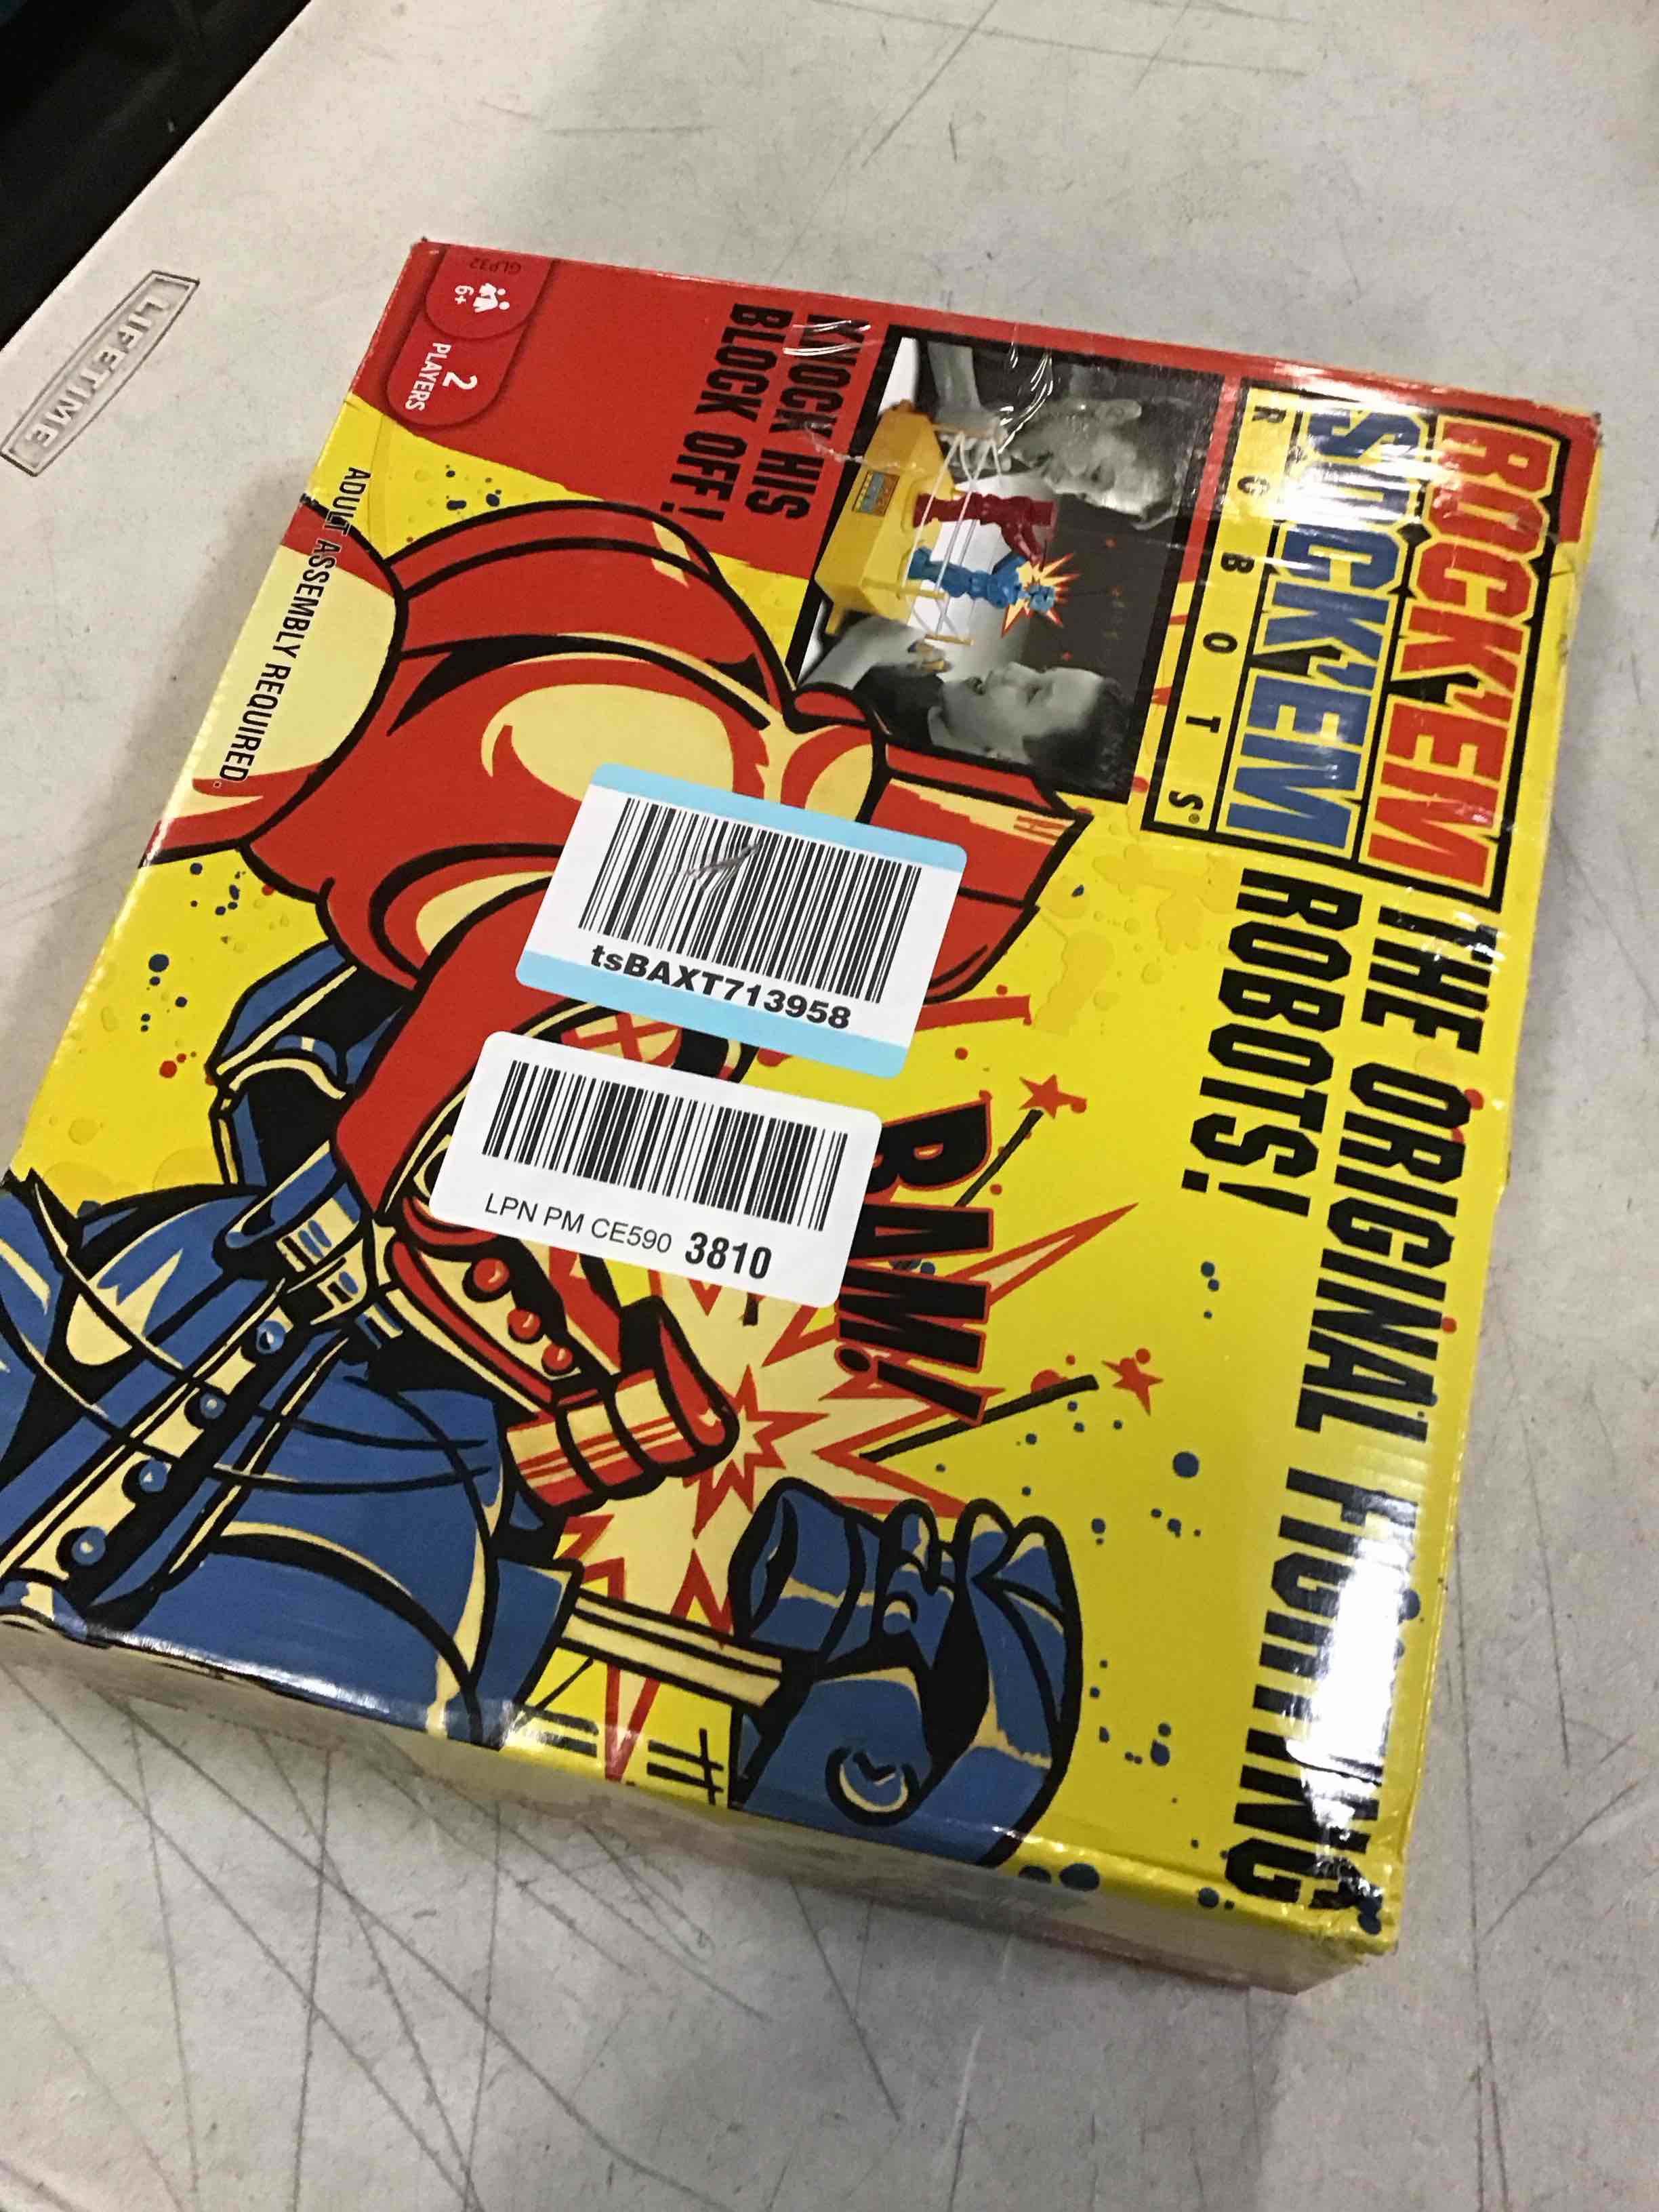 ROCK'EM
SOCK'EM
ROBOTS®
THE ORIGINAL FIGHTING
ROBOTS!
KNOCK HIS
BLOCK OFF!
GLP32
6+
2
PLAYERS
ADULT ASSEMBLY REQUIRED.
BAM!
tsBAXT713958
LPN PM CE590 3810
LIFETIME